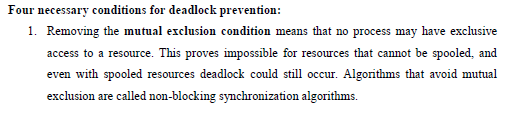 Four necessary conditions for deadlock prevention:
1. Removing the mutual exclusion condition means that no process may have exclusive
access to a resource. This proves impossible for resources that cannot be spooled, and
even with spooled resources deadlock could still occur. Algorithms that avoid mutual
exclusion are called non-blocking synchronization algorithms.